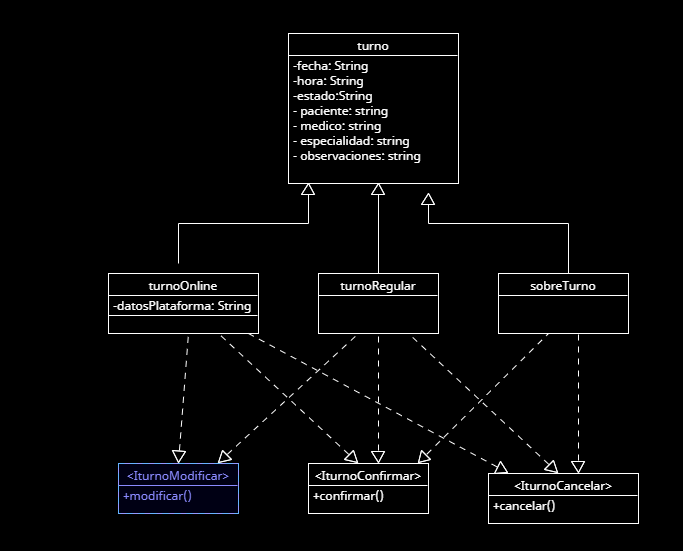 turno
-fecha: String
-hora: String
-estado:String
- paciente: string
- medico: string
- especialidad: string
- observaciones: string
turnoOnline
-datosPlataforma: String
turnoRegular
sobreTurno
<IturnoModificar>
+modificar()
<IturnoConfirmar>
+confirmar()
<IturnoCancelar>
+cancelar()